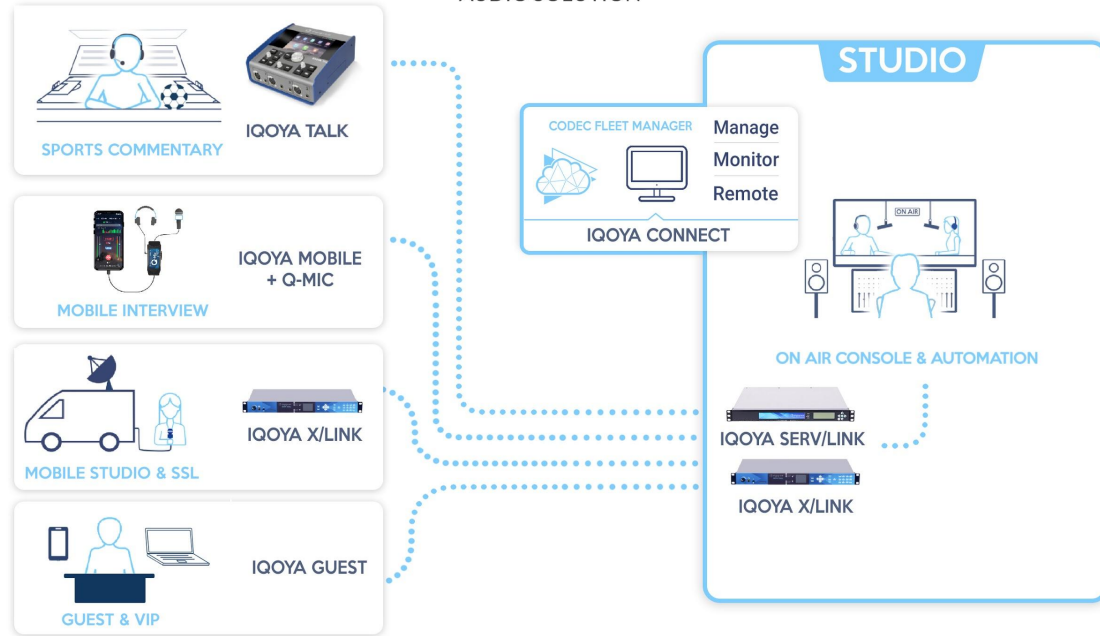 SPORTS COMMENTARY
IQOYA TALK
MOBILE INTERVIEW
IQOYA MOBILE
+ Q-MIC
MOBILE STUDIO & SSL
IQOYA X/LINK
GUEST & VIP
IQOYA GUEST
CODEC FLEET MANAGER
Manage
Monitor
Remote
IQOYA CONNECT
STUDIO
ON AIR
ON AIR CONSOLE & AUTOMATION
IQOYA SERV/LINK
IQOYA X/LINK